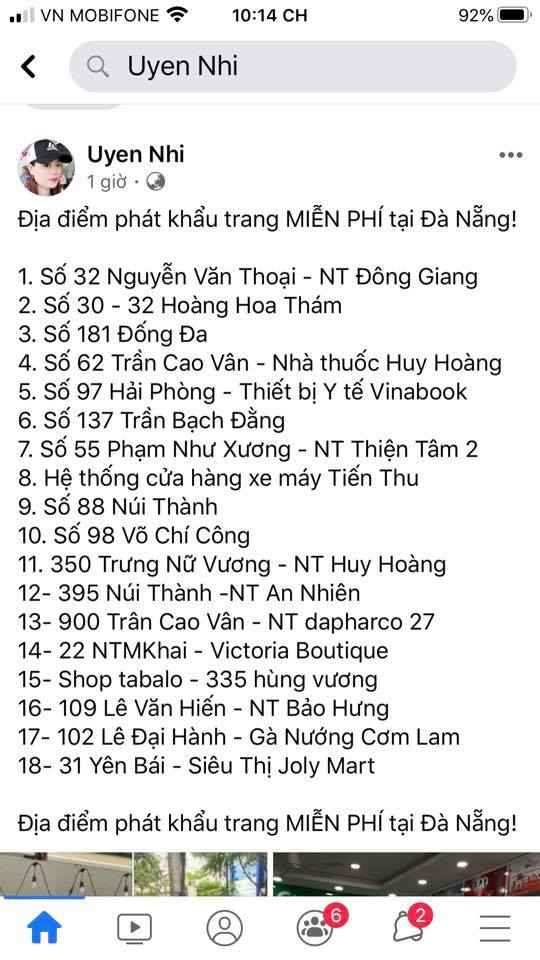 VN MOBIFONE 10:14 CH 92%
Uyen Nhi
Uyen Nhi
1 giờ ·
Địa điểm phát khẩu trang MIỄN PHÍ tại Đà Nẵng!
1. Số 32 Nguyễn Văn Thoại - NT Đông Giang
2. Số 30 - 32 Hoàng Hoa Thám
3. Số 181 Đống Đa
4. Số 62 Trần Cao Vân - Nhà thuốc Huy Hoàng
5. Số 97 Hải Phòng - Thiết bị Y tế Vinabook
6. Số 137 Trần Bạch Đằng
7. Số 55 Phạm Như Xương - NT Thiện Tâm 2
8. Hệ thống cửa hàng xe máy Tiến Thu
9. Số 88 Núi Thành
10. Số 98 Võ Chí Công
11. 350 Trưng Nữ Vương - NT Huy Hoàng
12- 395 Núi Thành -NT An Nhiên
13- 900 Trân Cao Vân - NT dapharco 27
14- 22 NTMKhai - Victoria Boutique
15- Shop tabalo - 335 hùng vương
16- 109 Lê Văn Hiến - NT Bảo Hưng
17- 102 Lê Đại Hành - Gà Nướng Cơm Lam
18- 31 Yên Bái - Siêu Thị Joly Mart
Địa điểm phát khẩu trang MIỄN PHÍ tại Đà Nẵng!
6 2